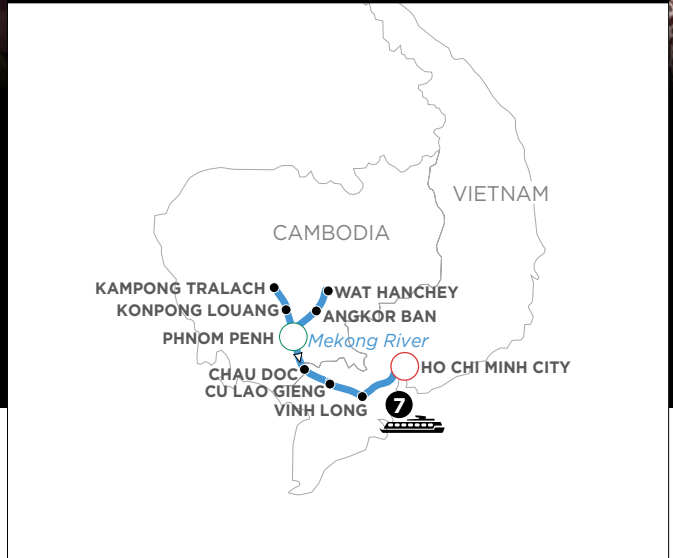 VIETNAM
CAMBODIA
KAMPONG TRALACH
WAT HANCHEY
KONPONG LOUANG
ANGKOR BAN
PHNOM PENH
Mekong River
CHAU DOC
HO CHI MINH CITY
CÙ LAO GIENG
VINH LONG
7